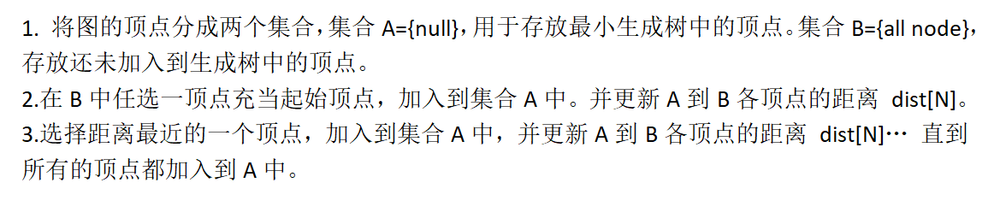 1. 将图的顶点分成两个集合，集合 A={null}，用于存放最小生成树中的顶点。集合 B={all node}，
存放还未加入到生成树中的顶点。
2.在 B 中任选一顶点充当起始顶点，加入到集合 A 中。并更新 A 到 B 各顶点的距离 dist[N]。
3.选择距离最近的一个顶点，加入到集合 A 中，并更新 A 到 B 各顶点的距离 dist[N]… 直到
所有的顶点都加入到 A 中。